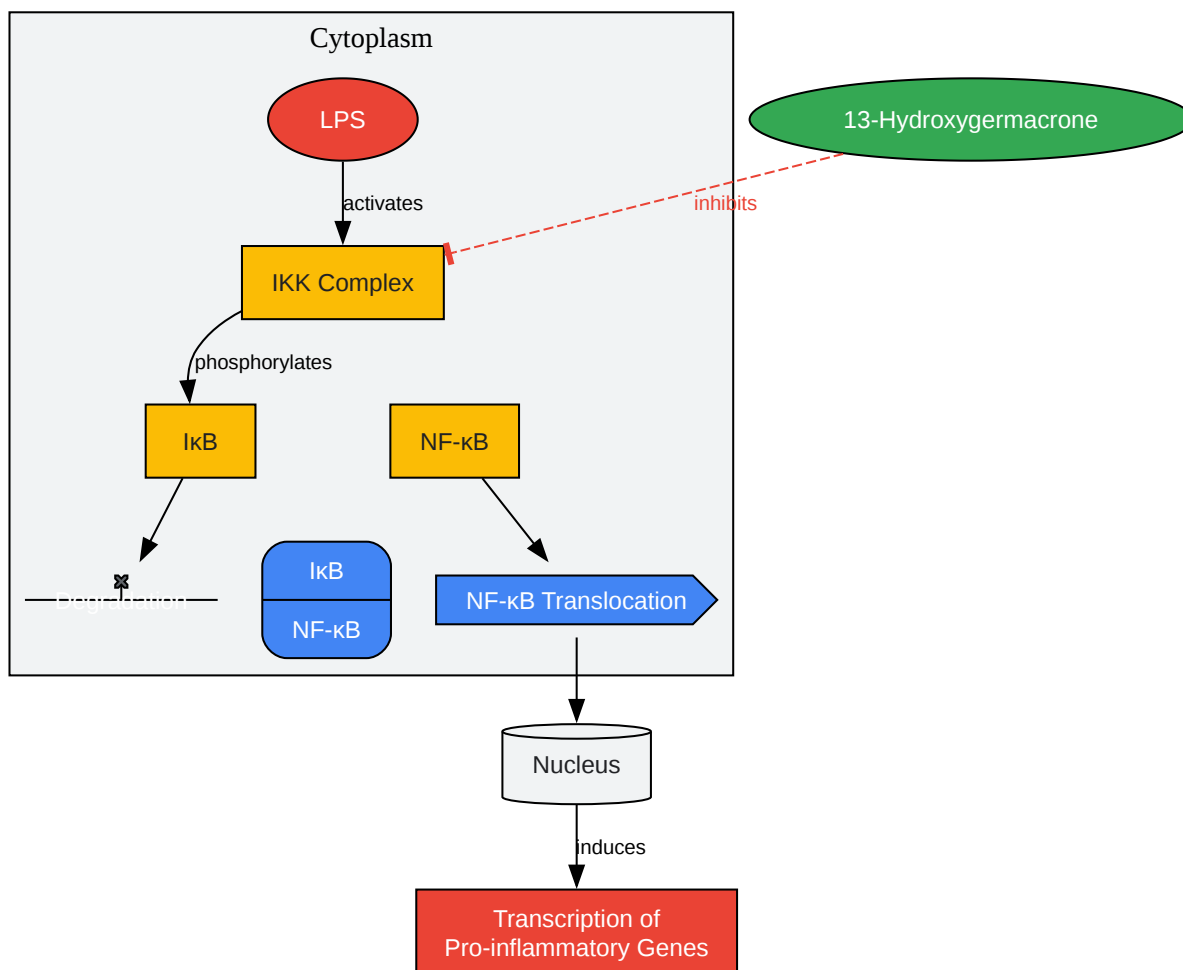 Cytoplasm
LPS
13-Hydroxygermacrone
activates
inhibits
IKK Complex
phosphorylates
IκB
NF-κB
Degradation
IκB
NF-κB
NF-κB Translocation
Nucleus
induces
Transcription of
Pro-inflammatory Genes